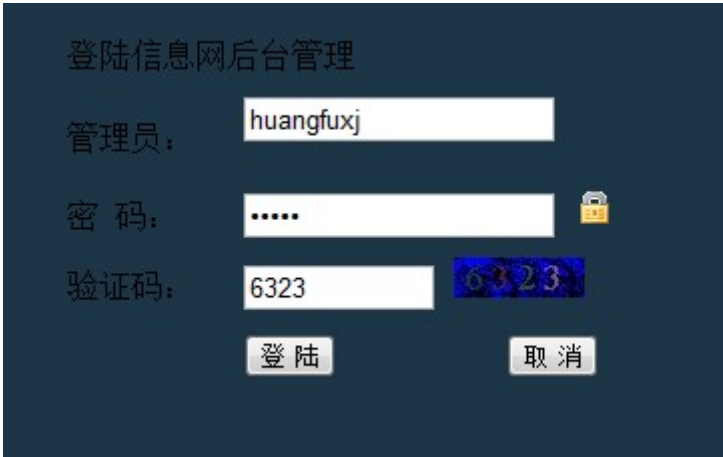 登陆信息网后台管理
管理员： huangfuxj
密 码： •••••
验证码： 6323 6323
登 陆 取 消